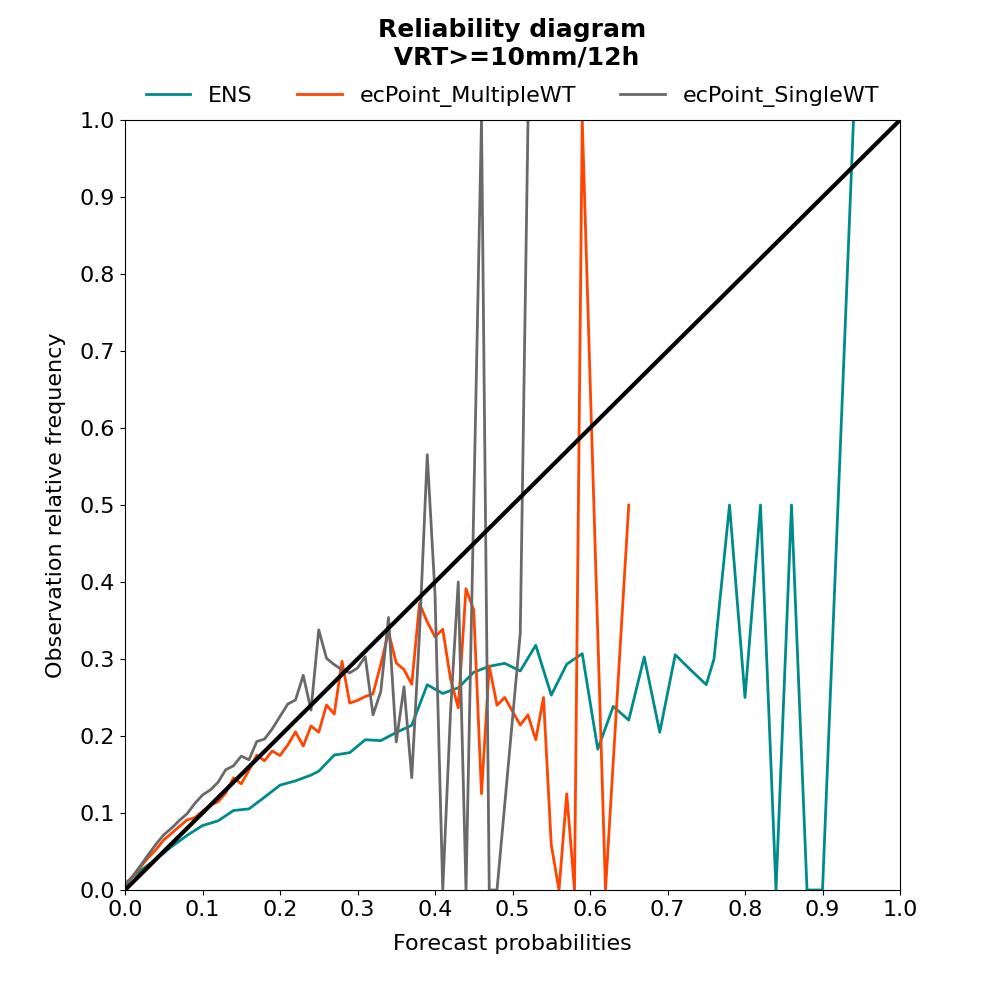 Reliability diagram
VRT>=10mm/12h
ENS ecPoint_MultipleWT ecPoint_SingleWT
1.0
0.9
0.8
0.7
0.6
0.5
0.4
0.3
0.2
0.1
0.0
Observation relative frequency
0.0 0.1 0.2 0.3 0.4 0.5 0.6 0.7 0.8 0.9 1.0
Forecast probabilities